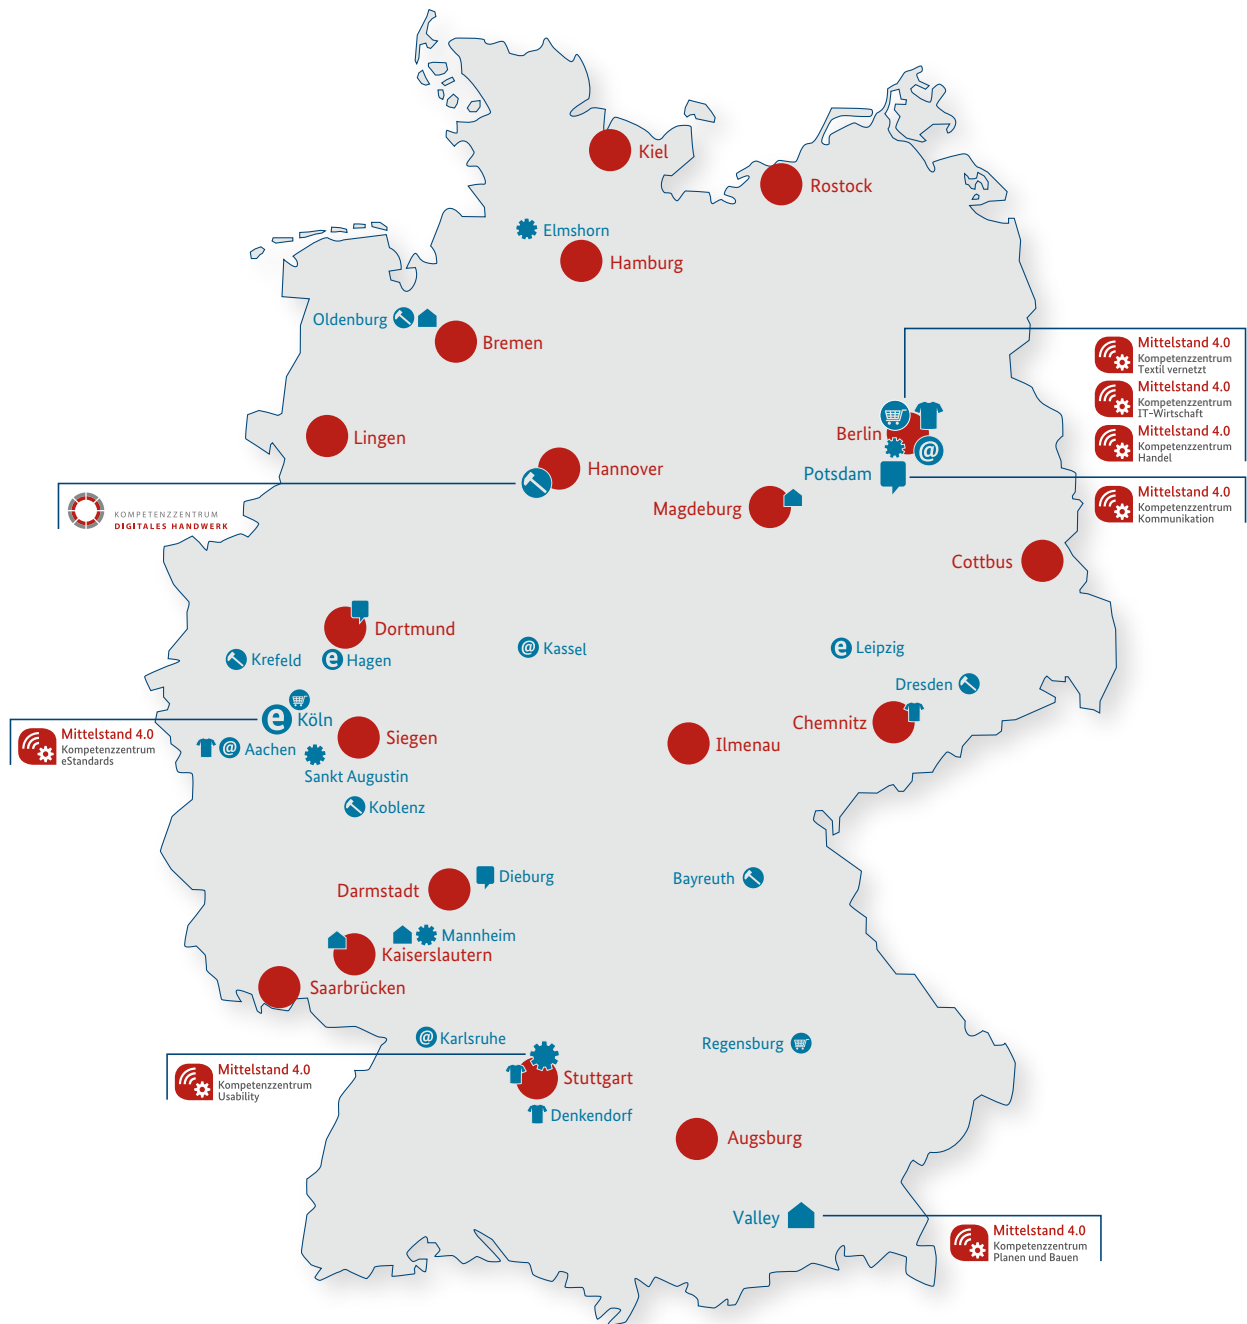 Kiel
Rostock
Elmshorn
Hamburg
Oldenburg
Bremen
Mittelstand 4.0
Kompetenzzentrum
Textil vernetzt
Mittelstand 4.0
Kompetenzzentrum
IT-Wirtschaft
Mittelstand 4.0
Kompetenzzentrum
Handel
Lingen
Berlin
@
Hannover
Potsdam
Magdeburg
Mittelstand 4.0
Kompetenzzentrum
Kommunikation
KOMPETENZZENTRUM
DIGITALES HANDWERK
Cottbus
Dortmund
Krefeld
e Hagen
@ Kassel
e Leipzig
Dresden
e Köln
Chemnitz
Mittelstand 4.0
Kompetenzzentrum
eStandards
Siegen
Ilmenau
@ Aachen
Sankt Augustin
Koblenz
Darmstadt
Dieburg
Bayreuth
Mannheim
Kaiserslautern
Saarbrücken
@ Karlsruhe
Regensburg
Mittelstand 4.0
Kompetenzzentrum
Usability
Stuttgart
Denkendorf
Augsburg
Valley
Mittelstand 4.0
Kompetenzzentrum
Planen und Bauen